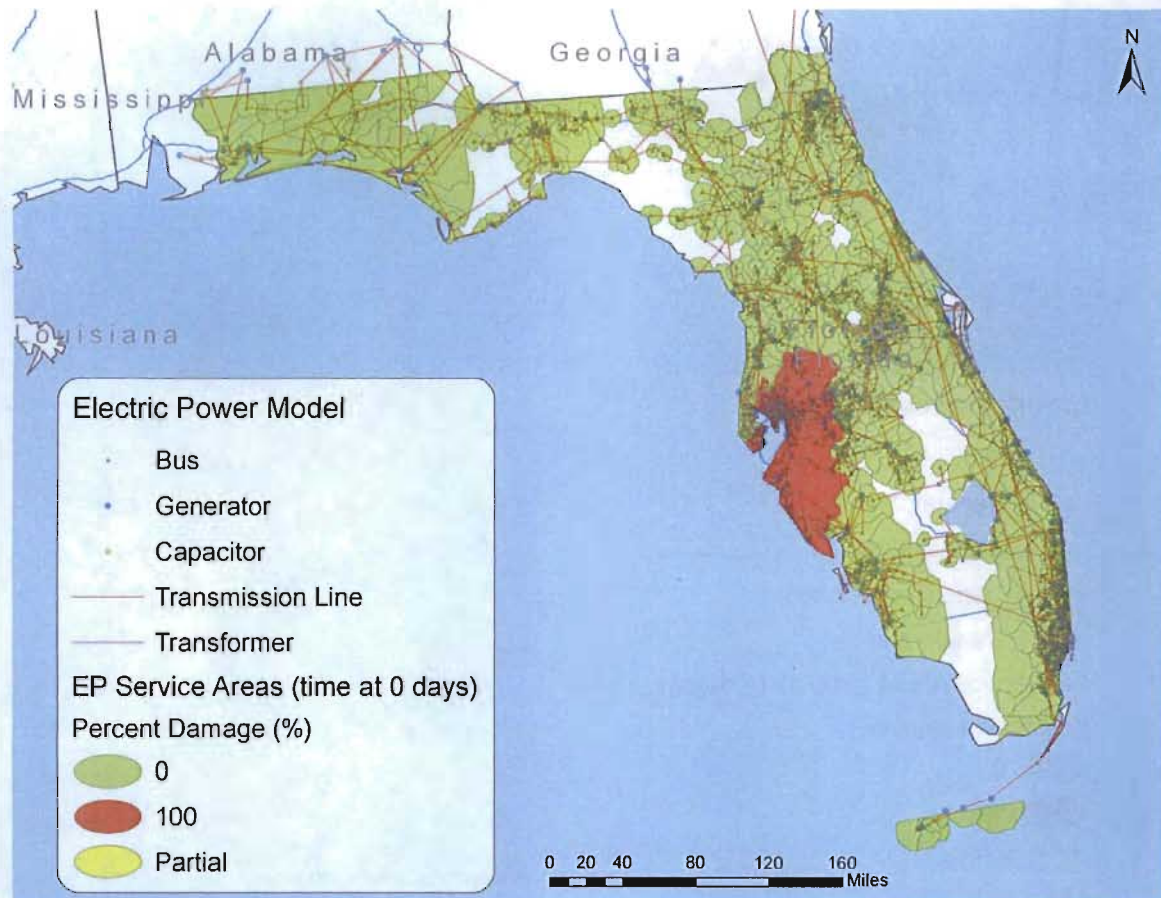 Alabama
Georgia
N
Mississippi
Louisiana
Electric Power Model
Bus
Generator
Capacitor
Transmission Line
Transformer
EP Service Areas (time at 0 days)
Percent Damage (%)
0
100
Partial
0 20 40 80 120 160
Miles